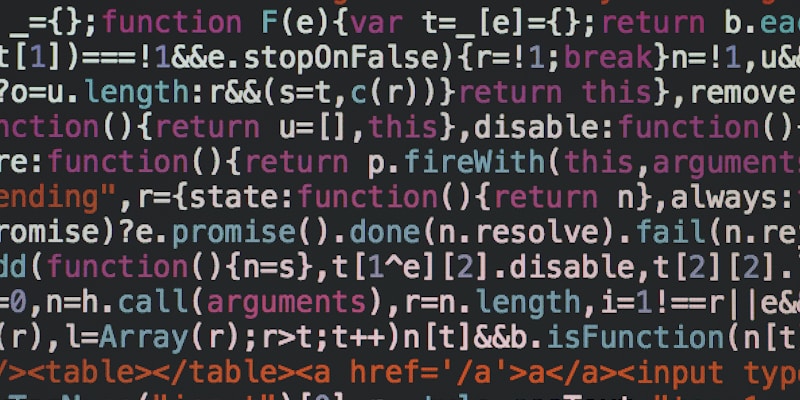 _={};function F(e){var t=_[e]={};return b.eac
t[1])===!1&&e.stopOnFalse){r=!1;break}n=!1,u&
?o=u.length:r&&(s=t,c(r))}return this},remove
nction(){return u=[],this},disable:function()
re:function(){return p.fireWith(this,arguments
ending",r={state:function(){return n},always:
romise)?e.promise().done(n.resolve).fail(n.re
dd(function(){n=s},t[1^e][2].disable,t[2][2].
=0,n=h.call(arguments),r=n.length,i=1!==r||e&
(r),l=Array(r);r>t;t++)n[t]&&b.isFunction(n[t
/><table></table><a href='/a'>a</a><input typ